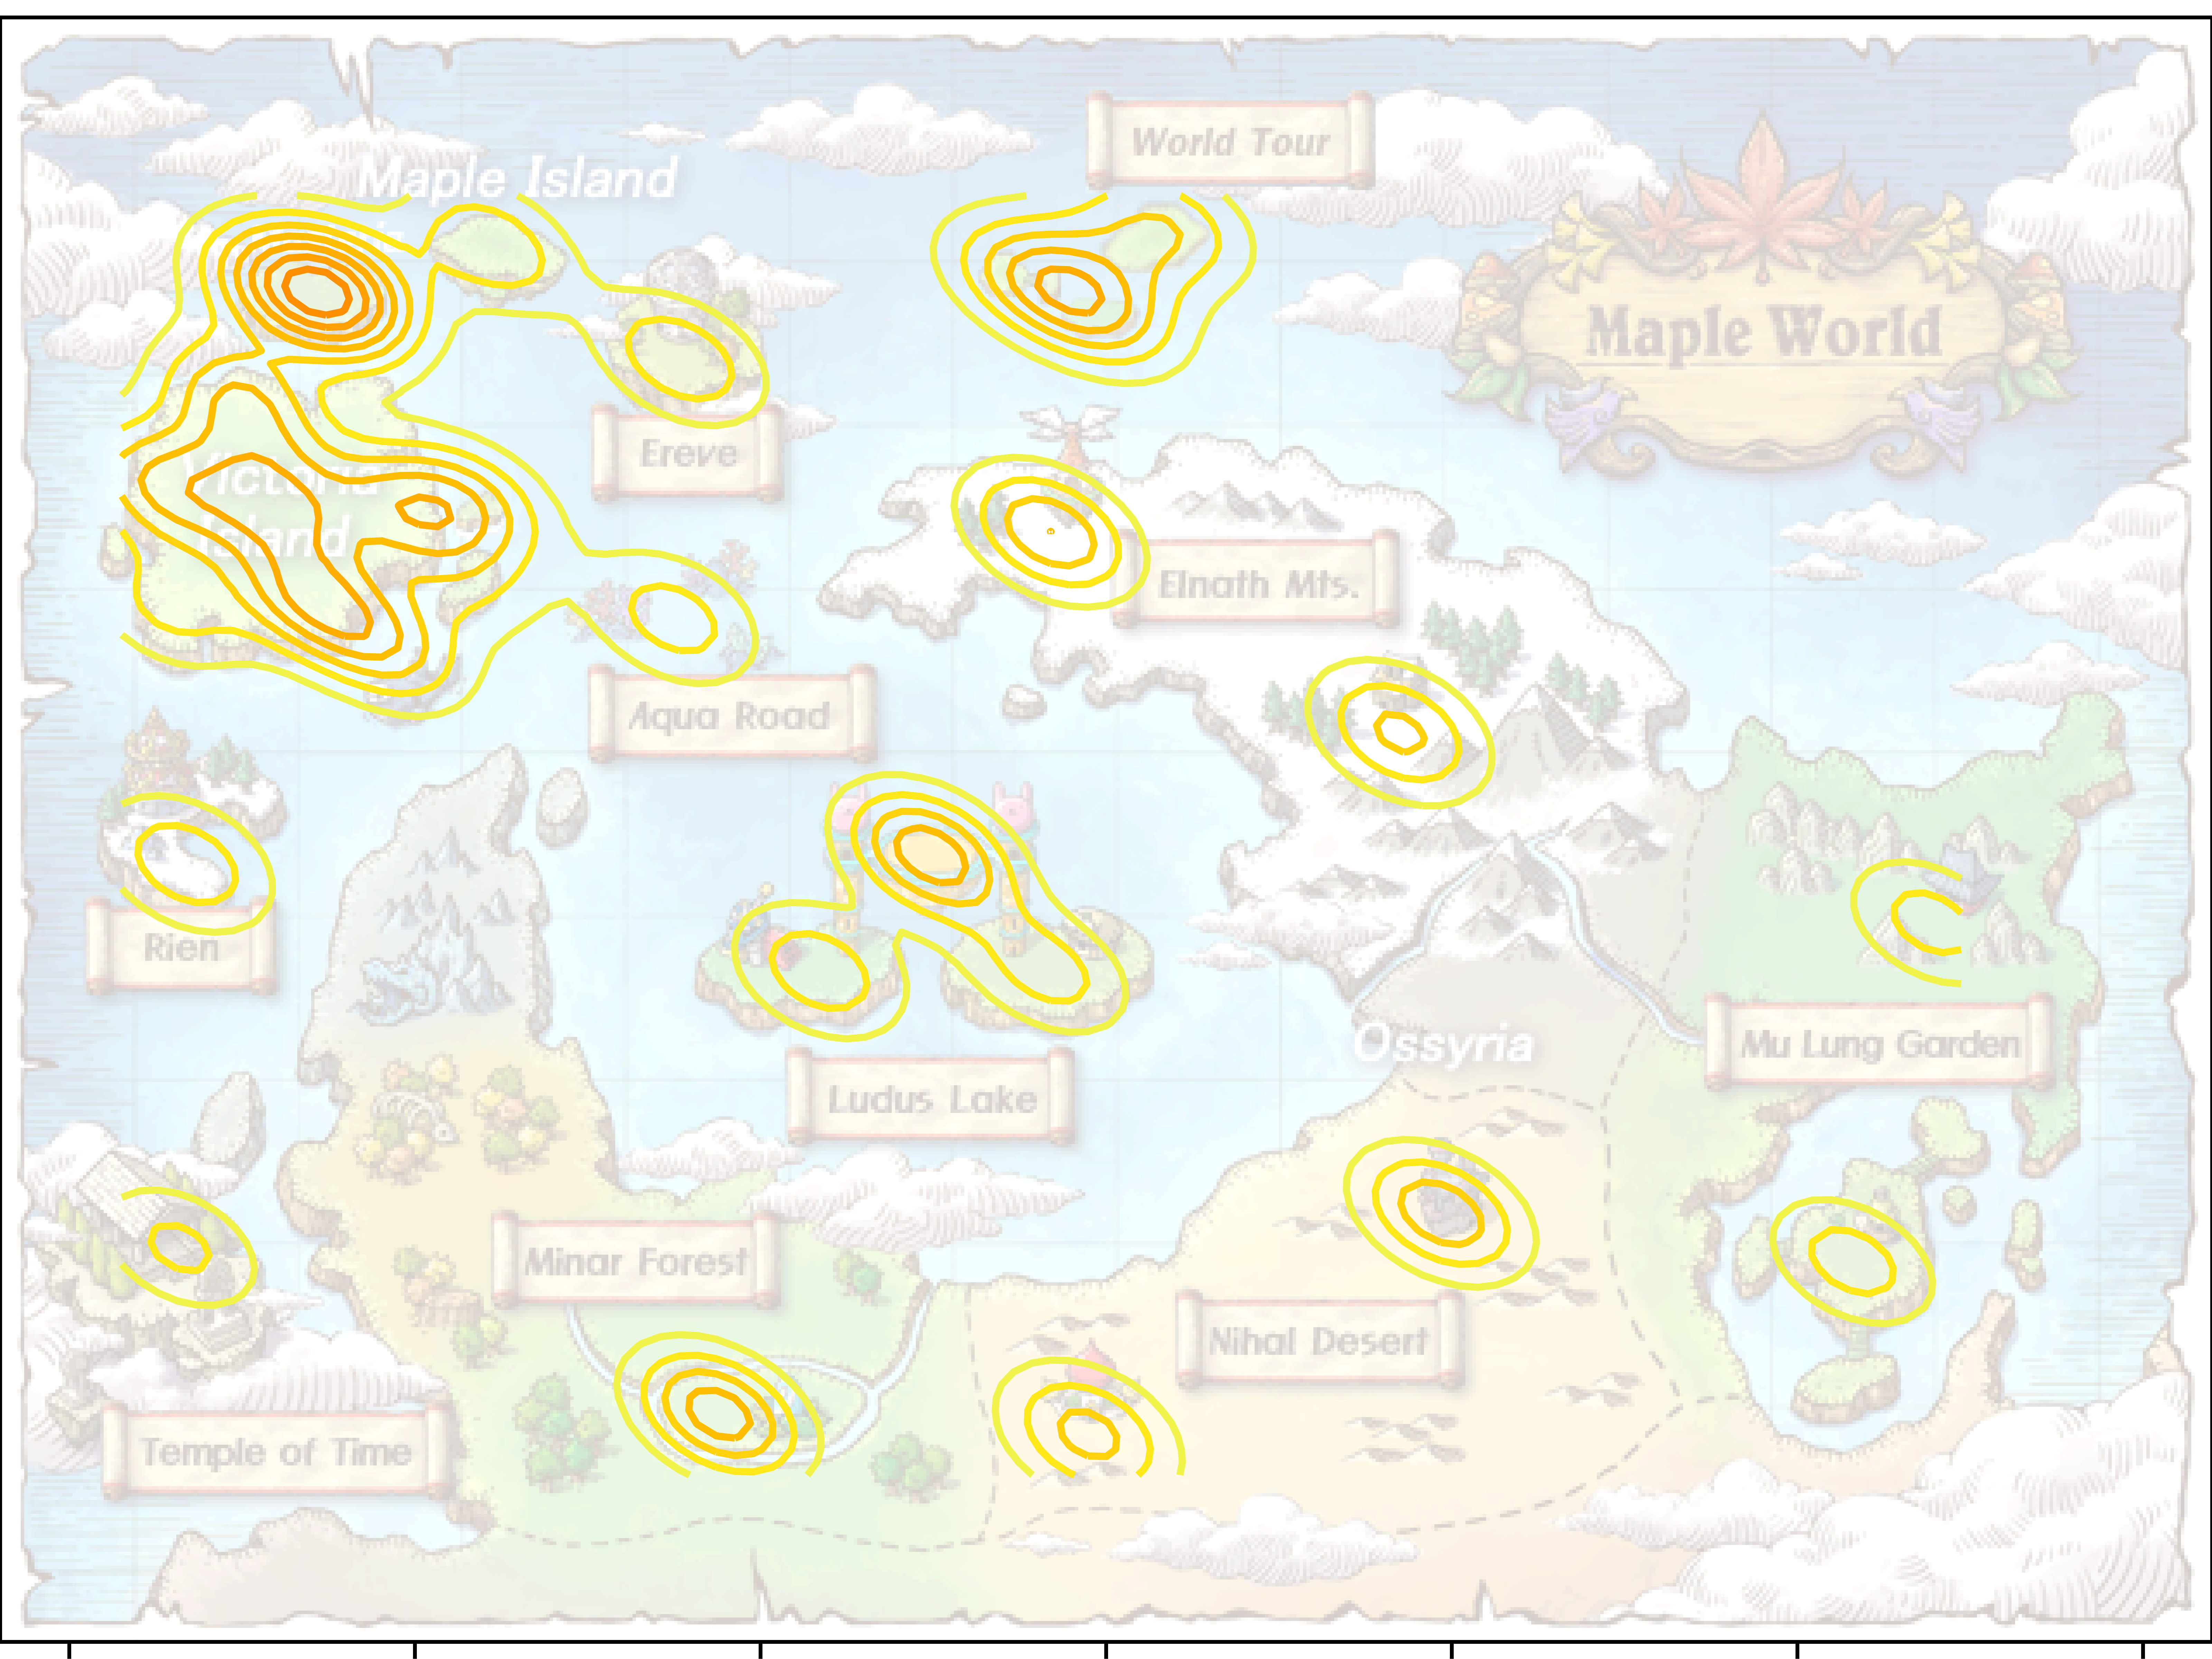 World Tour
Maple Island
Maple World
Ereve
Victoria
Island
Elnath Mts.
Aqua Road
Rien
Ossyria
Mu Lung Garden
Ludus Lake
Minar Forest
Nihal Desert
Temple of Time